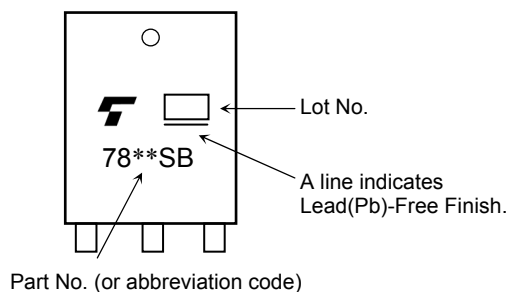 Lot No.
78**SB
A line indicates
Lead(Pb)-Free Finish.
Part No. (or abbreviation code)